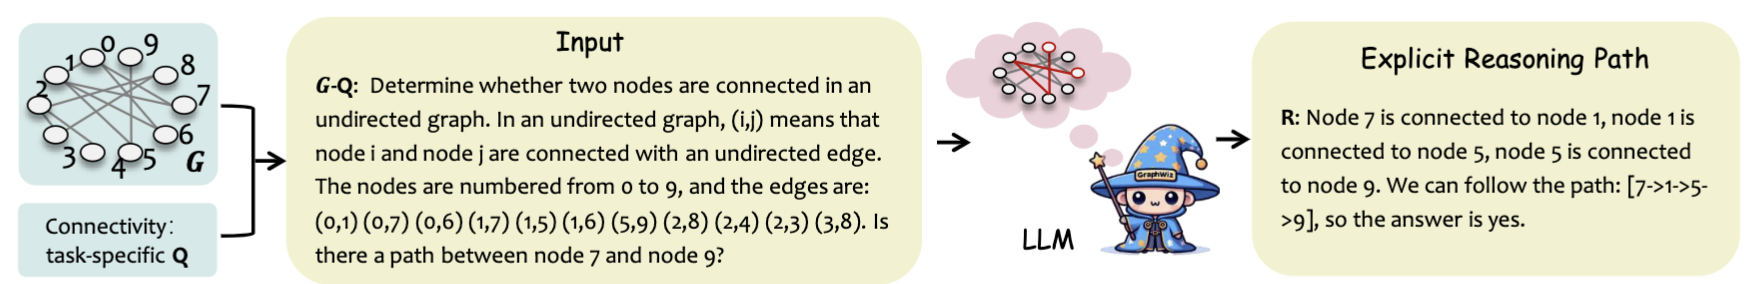 0
9
1
8
2
7
6
3
4
5
G
Connectivity:
task-specific Q
Input
G-Q: Determine whether two nodes are connected in an
undirected graph. In an undirected graph, (i,j) means that
node i and node j are connected with an undirected edge.
The nodes are numbered from 0 to 9, and the edges are:
(0,1) (0,7) (0,6) (1,7) (1,5) (1,6) (5,9) (2,8) (2,4) (2,3) (3,8). Is
there a path between node 7 and node 9?
GraphWiz
LLM
Explicit Reasoning Path
R: Node 7 is connected to node 1, node 1 is
connected to node 5, node 5 is connected
to node 9. We can follow the path: [7->1->5-
>9], so the answer is yes.